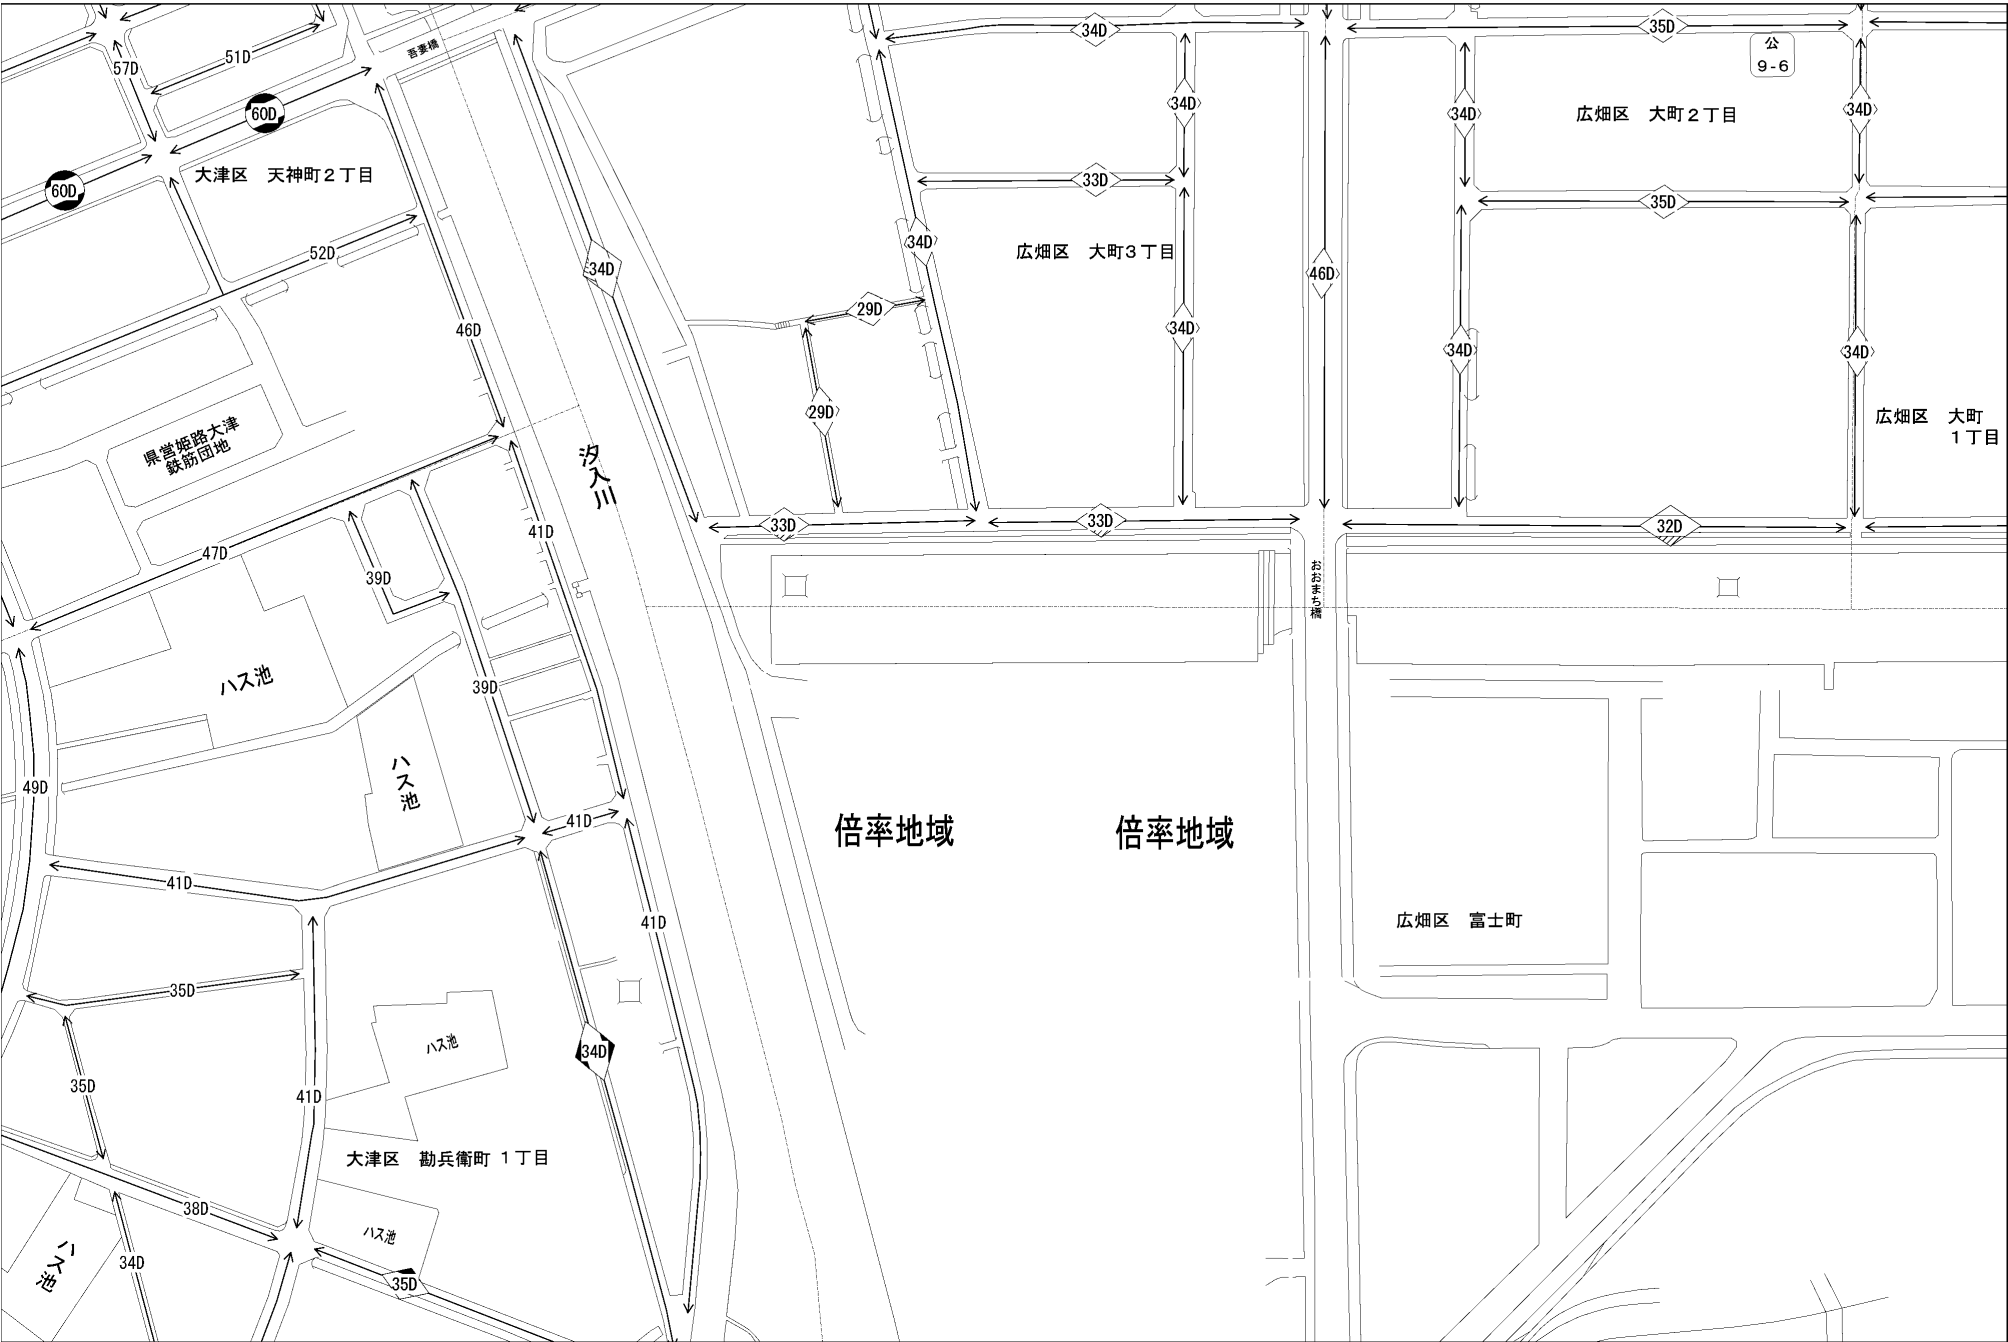 吾妻橋
34D
35D
公
9-6
57D
51D
60D
34D
34D
34D
広畑区 大町2丁目
60D
大津区 天神町2丁目
33D
35D
52D
34D
34D
広畑区 大町3丁目
46D
29D
46D
34D
34D
34D
29D
広畑区 大町
1丁目
県営姫路大津
鉄筋団地
汐入川
47D
41D
33D
33D
32D
39D
おおまち橋
ハス池
39D
49D
ハス池
41D
倍率地域
倍率地域
41D
41D
広畑区 富士町
35D
ハス池
34D
35D
41D
大津区 勘兵衛町 1丁目
38D
ハス池
ハス池
34D
35D